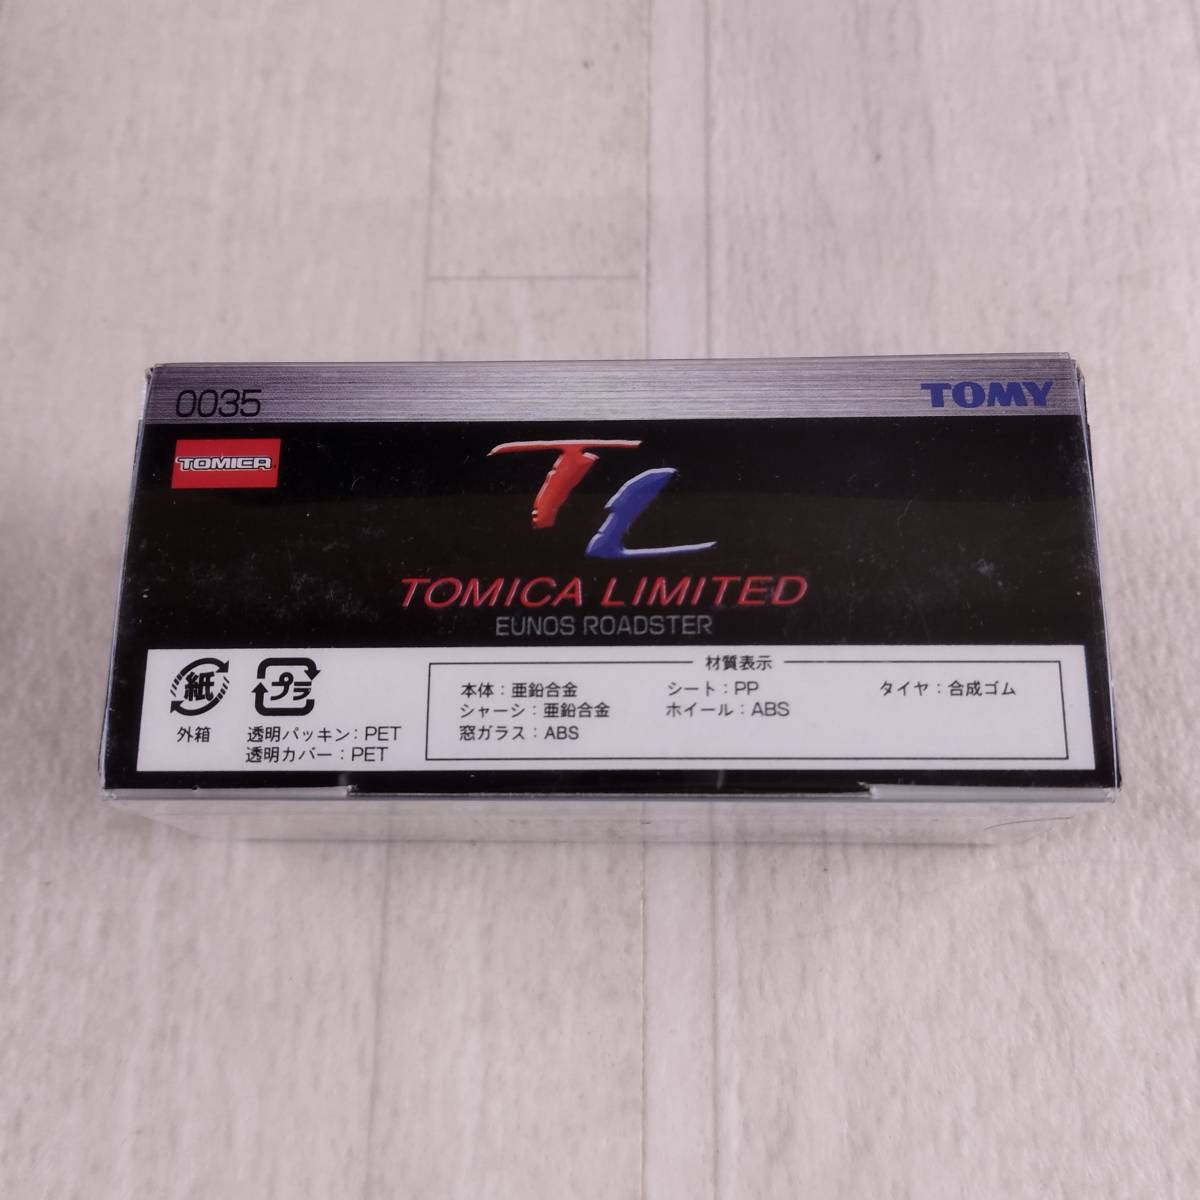 0035
TOMY
TOMICA
TL
TOMICA LIMITED
EUNOS ROADSTER
紙
外箱
プラ
透明パッキン：PET
透明カバー：PET
材質表示
本体：亜鉛合金
シャーシ：亜鉛合金
窓ガラス：ABS
シート：PP
ホイール：ABS
タイヤ：合成ゴム